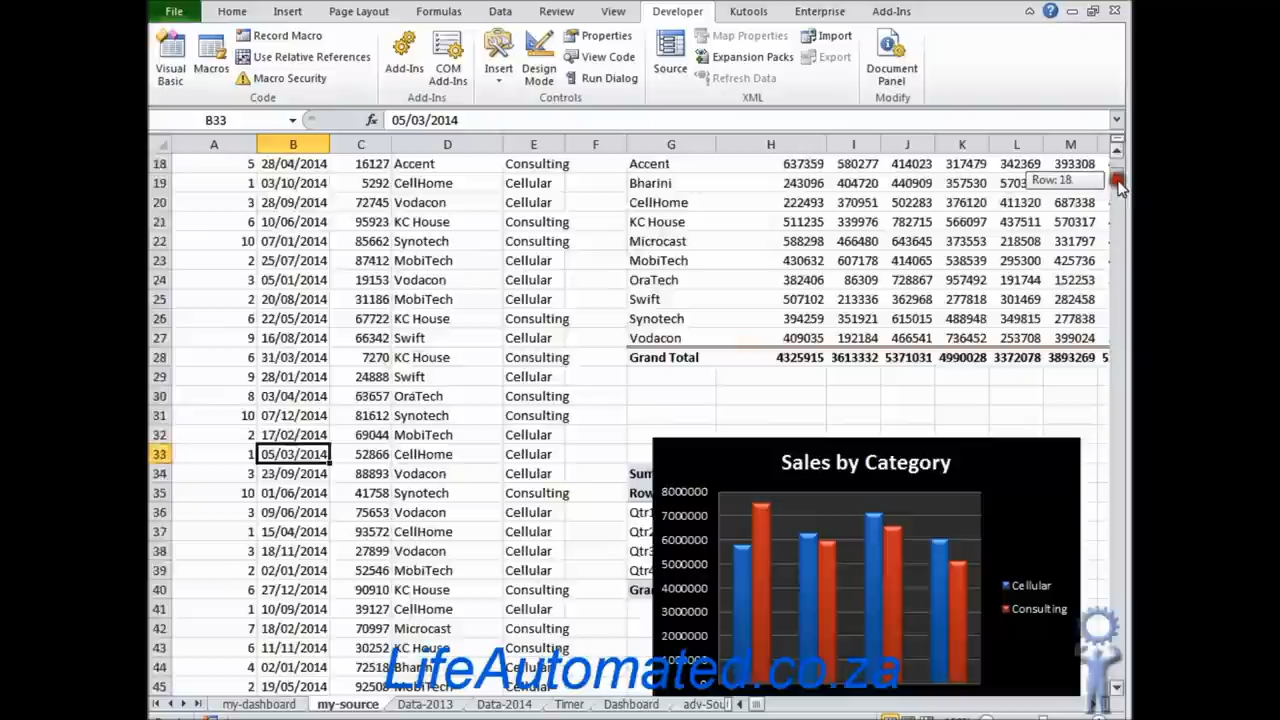 File Home Insert Page Layout Formulas Data Review View Developer Kutools Enterprise Add-Ins
Visual Basic Macros Record Macro Use Relative References Macro Security Code
Add-Ins COM Add-Ins Add-Ins
Insert Design Mode Properties View Code Run Dialog Controls
Source Map Properties Expansion Packs Refresh Data Import Export XML
Document Panel Modify
B33 fx 05/03/2014
A B C D E F G H I J K L M
18 5 28/04/2014 16127 Accent Consulting Accent 637359 580277 414023 317479 342369 393308
19 1 03/10/2014 5292 CellHome Cellular Bharini 243096 404720 440909 357530 Row: 18
20 3 28/09/2014 72745 Vodacon Cellular CellHome 222493 370951 502283 376120 411320 687338
21 6 10/06/2014 95923 KC House Consulting KC House 511235 339976 782715 566097 437511 570317
22 10 07/01/2014 85662 Synotech Consulting Microcast 588298 466480 643645 373553 218508 331797
23 2 25/07/2014 87412 MobiTech Cellular MobiTech 430632 607178 414065 538539 295300 425736
24 3 05/01/2014 19153 Vodacon Cellular OraTech 382406 86309 728867 957492 191744 152253
25 2 20/08/2014 31186 MobiTech Cellular Swift 507102 213336 362968 277818 301469 282458
26 6 22/05/2014 67722 KC House Consulting Synotech 394259 351921 615015 488948 349815 277838
27 9 16/08/2014 66342 Swift Cellular Vodacon 409035 192184 466541 736452 253708 399024
28 6 31/03/2014 7270 KC House Consulting Grand Total 4325915 3613332 5371031 4990028 3372078 3893269
29 9 28/01/2014 24888 Swift Cellular
30 8 03/04/2014 63657 OraTech Consulting
31 10 07/12/2014 81612 Synotech Consulting
32 2 17/02/2014 69044 MobiTech Cellular
33 1 05/03/2014 52866 CellHome Cellular
34 3 23/09/2014 88893 Vodacon Cellular
35 10 01/06/2014 41758 Synotech Consulting
36 3 09/06/2014 75653 Vodacon Cellular Qtr1
37 1 15/04/2014 93572 CellHome Cellular Qtr2
38 3 18/11/2014 27899 Vodacon Cellular Qtr3
39 2 02/01/2014 52546 MobiTech Cellular Qtr4
40 6 27/12/2014 90910 KC House Consulting
41 1 10/09/2014 39127 CellHome Cellular
42 7 18/02/2014 70997 Microcast Consulting
43 6 11/11/2014 30252 KC House Consulting
44 4 02/01/2014 72518 Cellular
45 2 19/05/2014 92508 MobiTech Cellular
Sales by Category
8000000
7000000
6000000
5000000
4000000
3000000
2000000
Cellular
Consulting
LifeAutomated.co.za
my-dashboard my-source Data-2013 Data-2014 Timer Dashboard